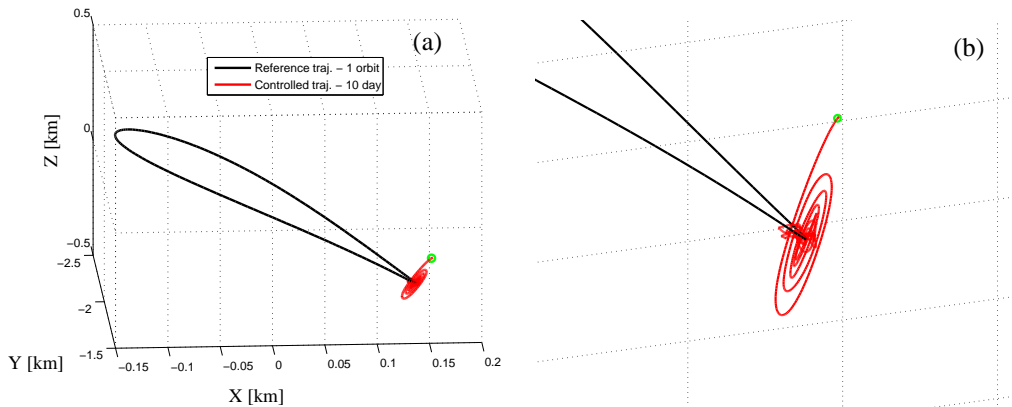 0.5
(a)
(b)
Reference traj. − 1 orbit
Controlled traj. − 10 day
Z [km]
0
−0.5
−2.5
−2
−1.5
Y [km]
−0.15
−0.1
−0.05
0
0.05
0.1
0.15
0.2
X [km]